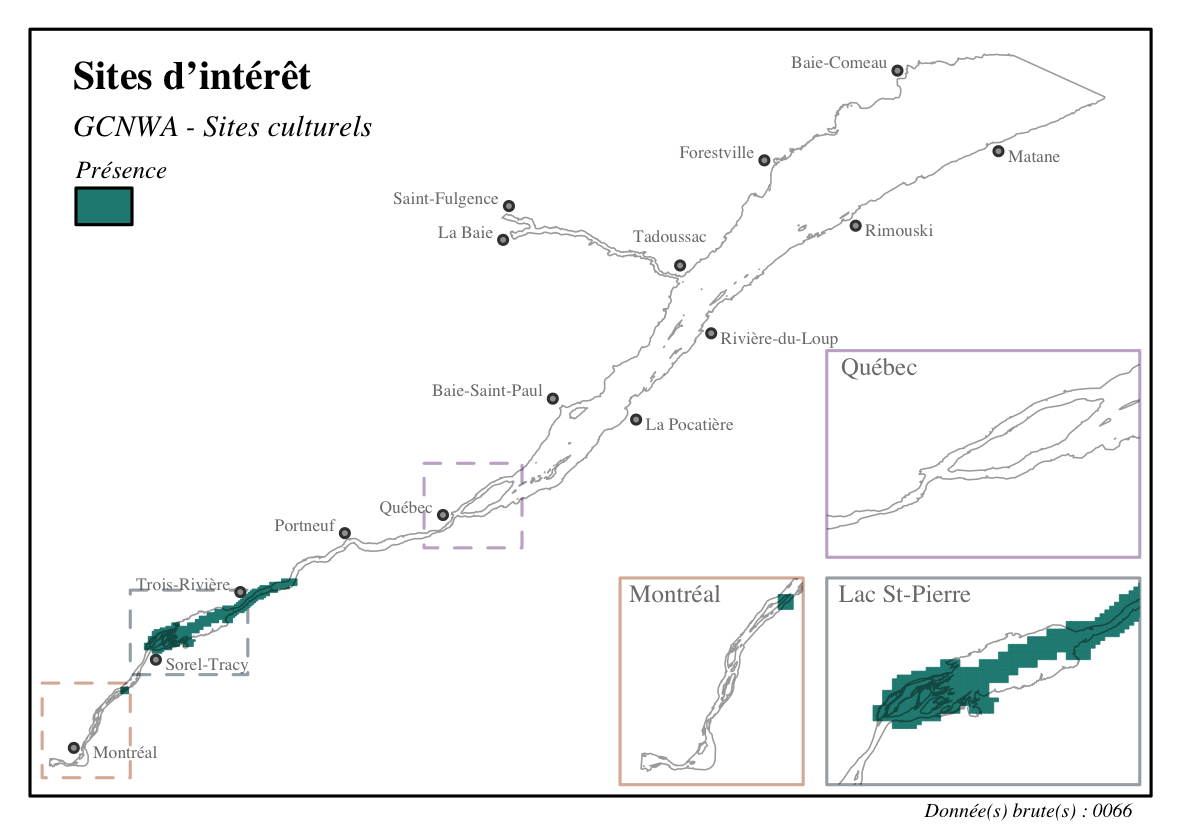 Sites d’intérêt
GCNWA - Sites culturels
Présence
Baie-Comeau
Forestville
Matane
Saint-Fulgence
La Baie
Tadoussac
Rimouski
Rivière-du-Loup
Baie-Saint-Paul
La Pocatière
Québec
Portneuf
Trois-Rivière
Sorel-Tracy
Montréal
Québec
Montréal
Lac St-Pierre
Donnée(s) brute(s) : 0066